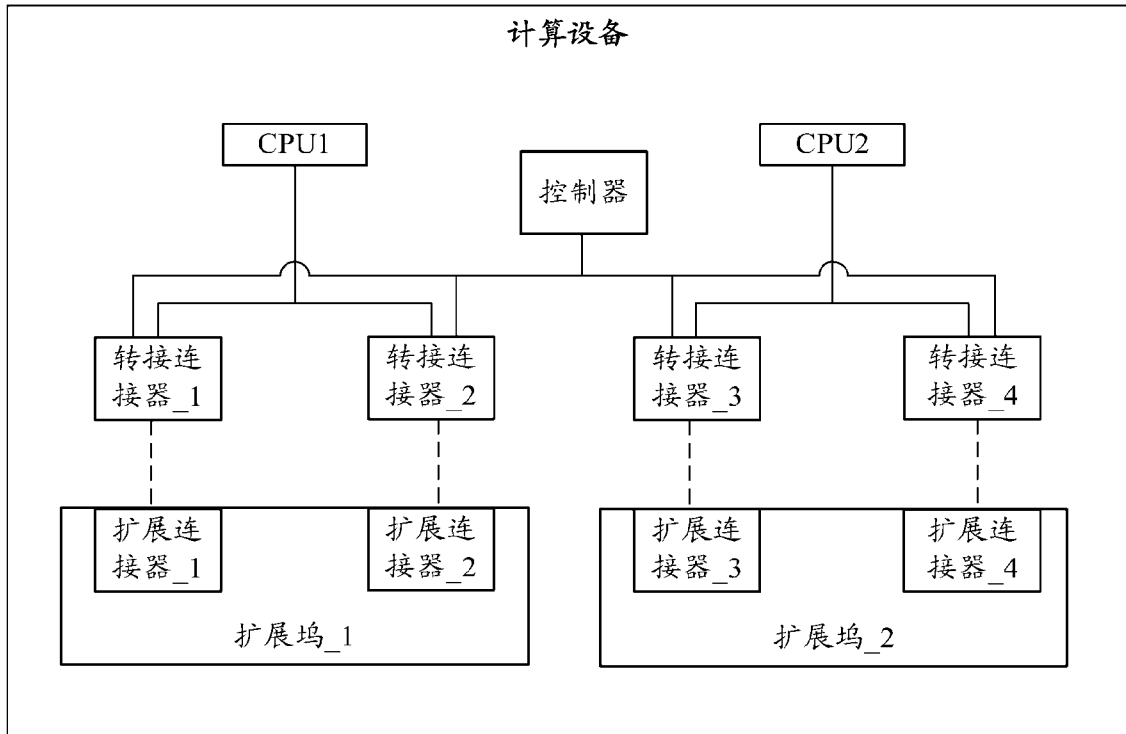 计算设备
CPU1
CPU2
控制器
转接连
接器_1
转接连
接器_2
转接连
接器_3
转接连
接器_4
扩展连
接器_1
扩展连
接器_2
扩展连
接器_3
扩展连
接器_4
扩展坞_1
扩展坞_2